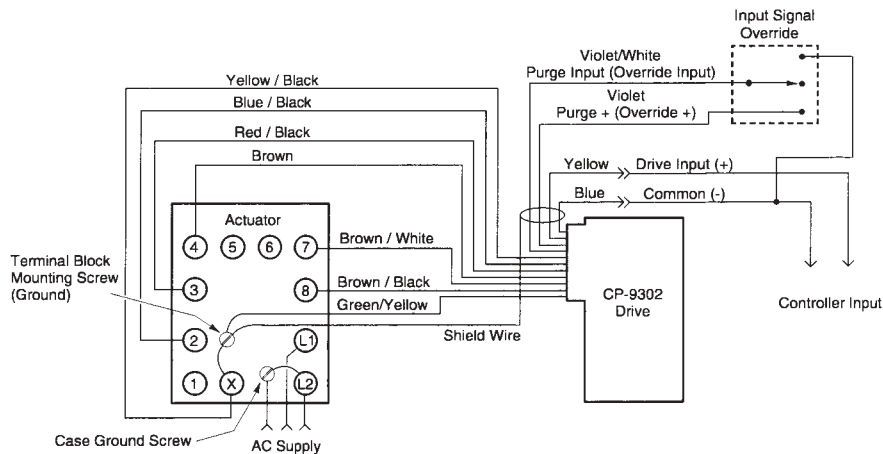 Input Signal
Override
Violet/White
Purge Input (Override Input)
Violet
Purge + (Override +)
Yellow / Black
Blue / Black
Red / Black
Brown
Yellow
Drive Input (+)
Blue
Common (-)
Actuator
4
5
6
7
Brown / White
Terminal Block
Mounting Screw
(Ground)
3
8
Brown / Black
Green/Yellow
CP-9302
Drive
Controller Input
Shield Wire
2
L1
1
X
L2
Case Ground Screw
AC Supply